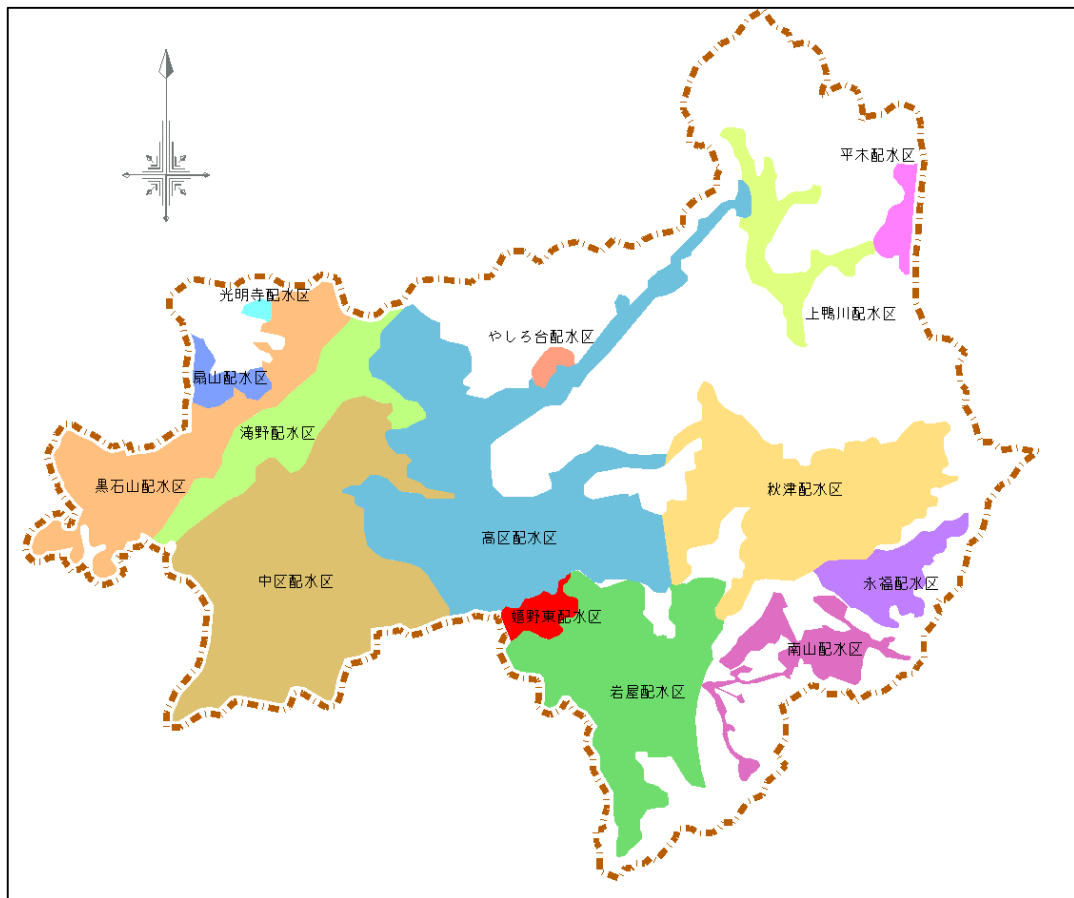 平木配水区
光明寺配水区
上鴨川配水区
やしろ台配水区
扇山配水区
滝野配水区
黒石山配水区
秋津配水区
高区配水区
中区配水区
永福配水区
嬉野東配水区
南山配水区
岩屋配水区